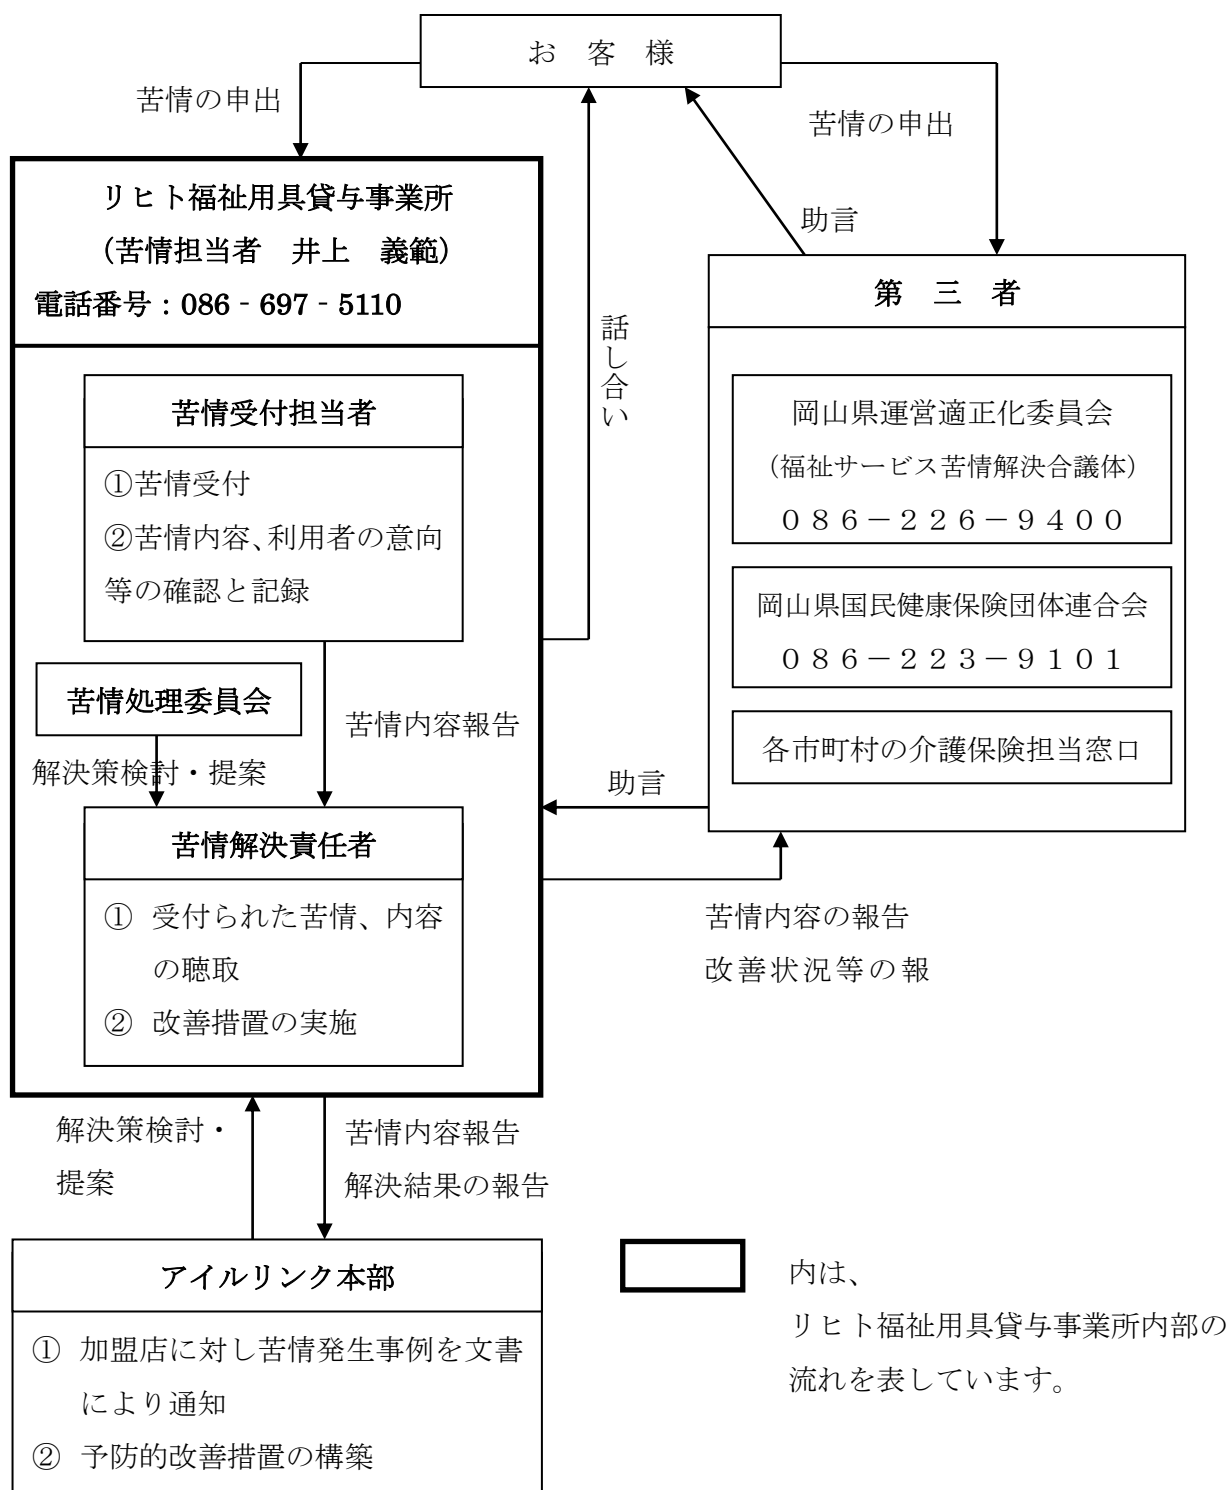 お　客　様
苦情の申出
苦情の申出
リヒト福祉用具貸与事業所
（苦情担当者　井上　義範）
電話番号：086‐697‐5110
助言
第　三　者
話し合い
苦情受付担当者
①苦情受付
②苦情内容、利用者の意向
等の確認と記録
岡山県運営適正化委員会
（福祉サービス苦情解決合議体）
０８６－２２６－９４００
岡山県国民健康保険団体連合会
０８６－２２３－９１０１
各市町村の介護保険担当窓口
苦情処理委員会
苦情内容報告
解決策検討・提案
助言
苦情解決責任者
①　受付られた苦情、内容
の聴取
②　改善措置の実施
苦情内容の報告
改善状況等の報
解決策検討・
提案
苦情内容報告
解決結果の報告
アイルリンク本部
①　加盟店に対し苦情発生事例を文書
により通知
②　予防的改善措置の構築
内は、
リヒト福祉用具貸与事業所内部の
流れを表しています。